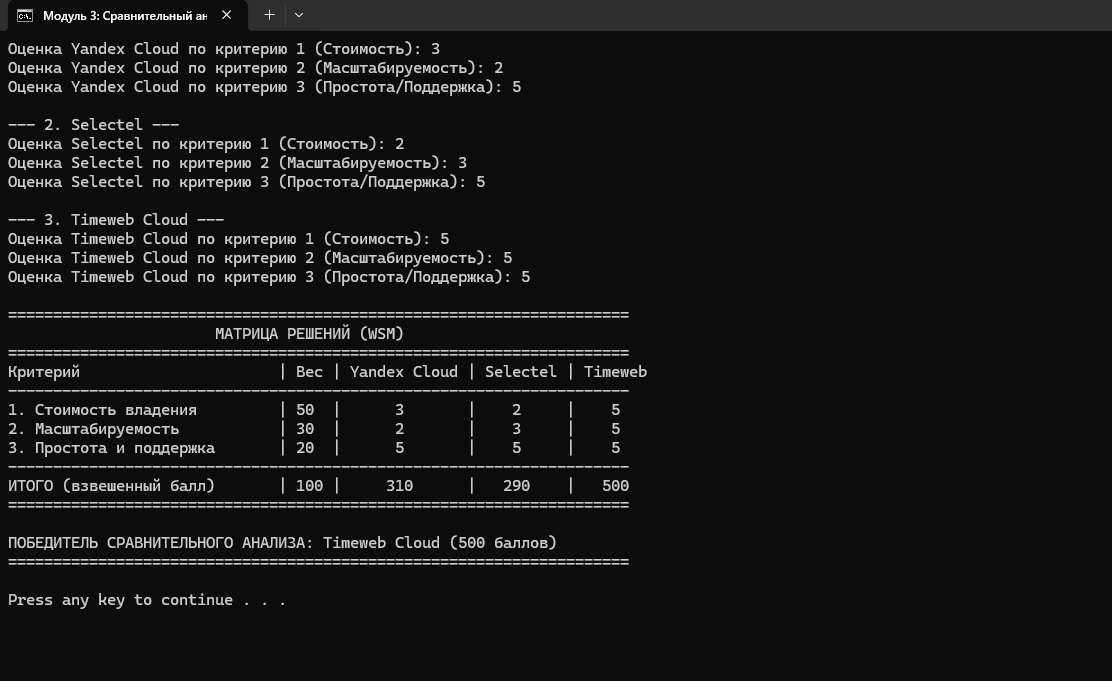 Модуль 3: Сравнительный ан
Оценка Yandex Cloud по критерию 1 (Стоимость): 3
Оценка Yandex Cloud по критерию 2 (Масштабируемость): 2
Оценка Yandex Cloud по критерию 3 (Простота/Поддержка): 5
--- 2. Selectel ---
Оценка Selectel по критерию 1 (Стоимость): 2
Оценка Selectel по критерию 2 (Масштабируемость): 3
Оценка Selectel по критерию 3 (Простота/Поддержка): 5
--- 3. Timeweb Cloud ---
Оценка Timeweb Cloud по критерию 1 (Стоимость): 5
Оценка Timeweb Cloud по критерию 2 (Масштабируемость): 5
Оценка Timeweb Cloud по критерию 3 (Простота/Поддержка): 5
=====================================================================
МАТРИЦА РЕШЕНИЙ (WSM)
=====================================================================
Критерий | Вес | Yandex Cloud | Selectel | Timeweb
---------------------------------------------------------------------
1. Стоимость владения | 50 | 3 | 2 | 5
2. Масштабируемость | 30 | 2 | 3 | 5
3. Простота и поддержка | 20 | 5 | 5 | 5
---------------------------------------------------------------------
ИТОГО (взвешенный балл) | 100 | 310 | 290 | 500
=====================================================================
ПОБЕДИТЕЛЬ СРАВНИТЕЛЬНОГО АНАЛИЗА: Timeweb Cloud (500 баллов)
=====================================================================
Press any key to continue . . .